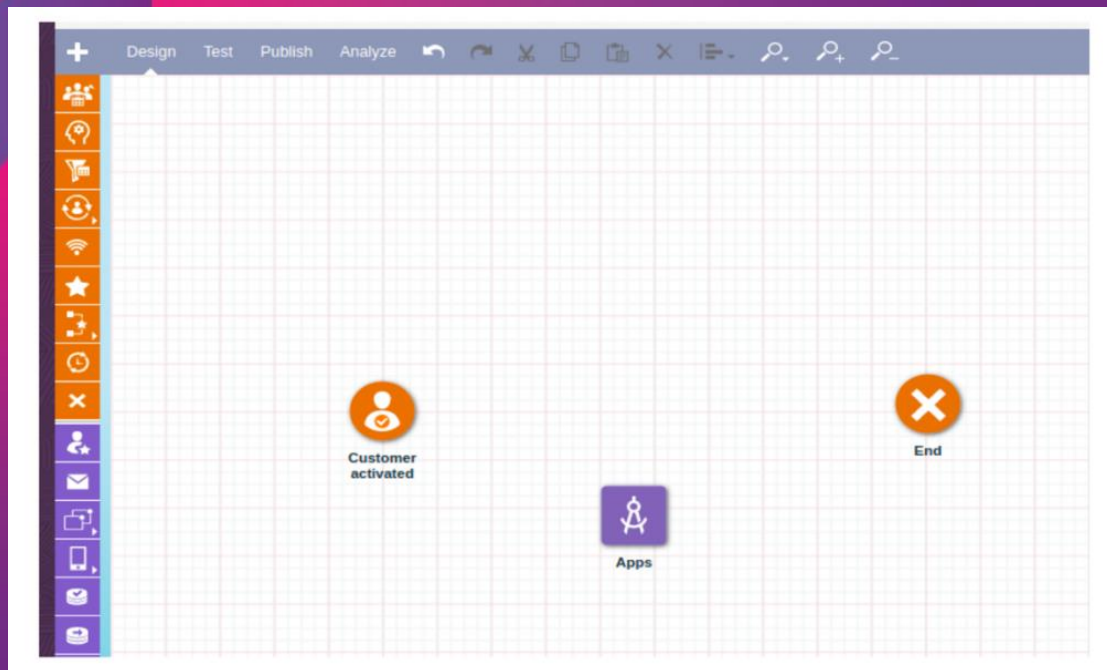 Design Test Publish Analyze
Customer
activated
End
Apps